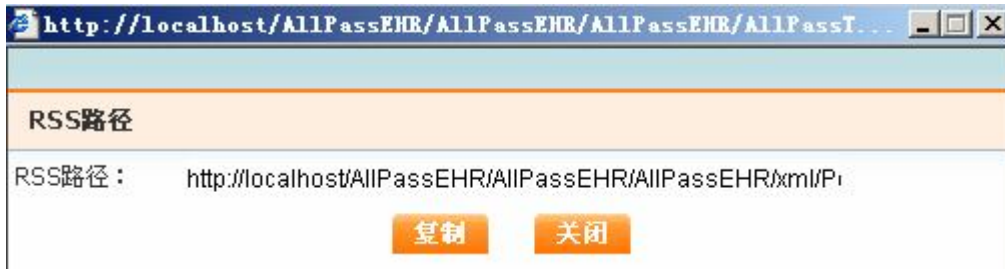 http://localhost/AllPassEHR/AllPassEHR/AllPassEHR/AllPassT...
RSS路径
RSS路径： http://localhost/AllPassEHR/AllPassEHR/AllPassEHR/xml/P
复制 关闭